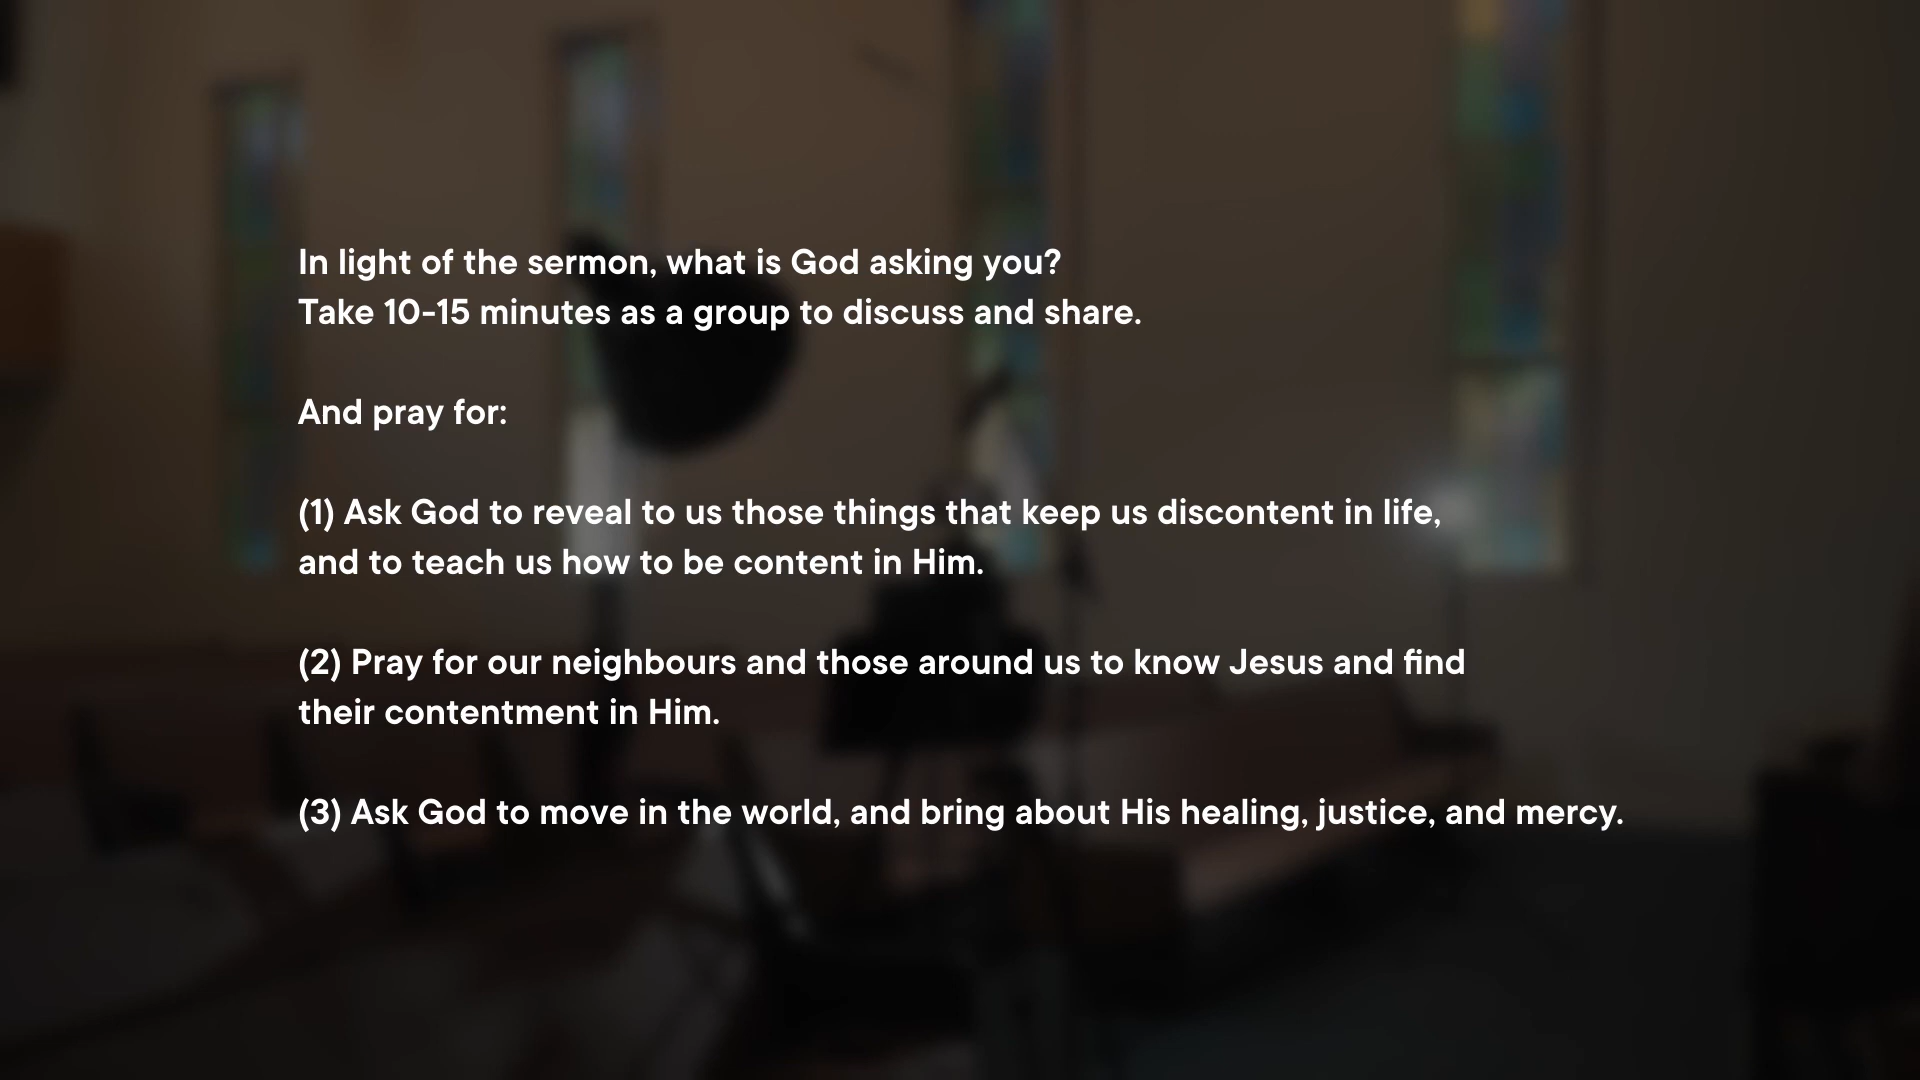 In light of the sermon, what is God asking you?
Take 10-15 minutes as a group to discuss and share.
And pray for:
(1) Ask God to reveal to us those things that keep us discontent in life,
and to teach us how to be content in Him.
(2) Pray for our neighbours and those around us to know Jesus and find
their contentment in Him.
(3) Ask God to move in the world, and bring about His healing, justice, and mercy.